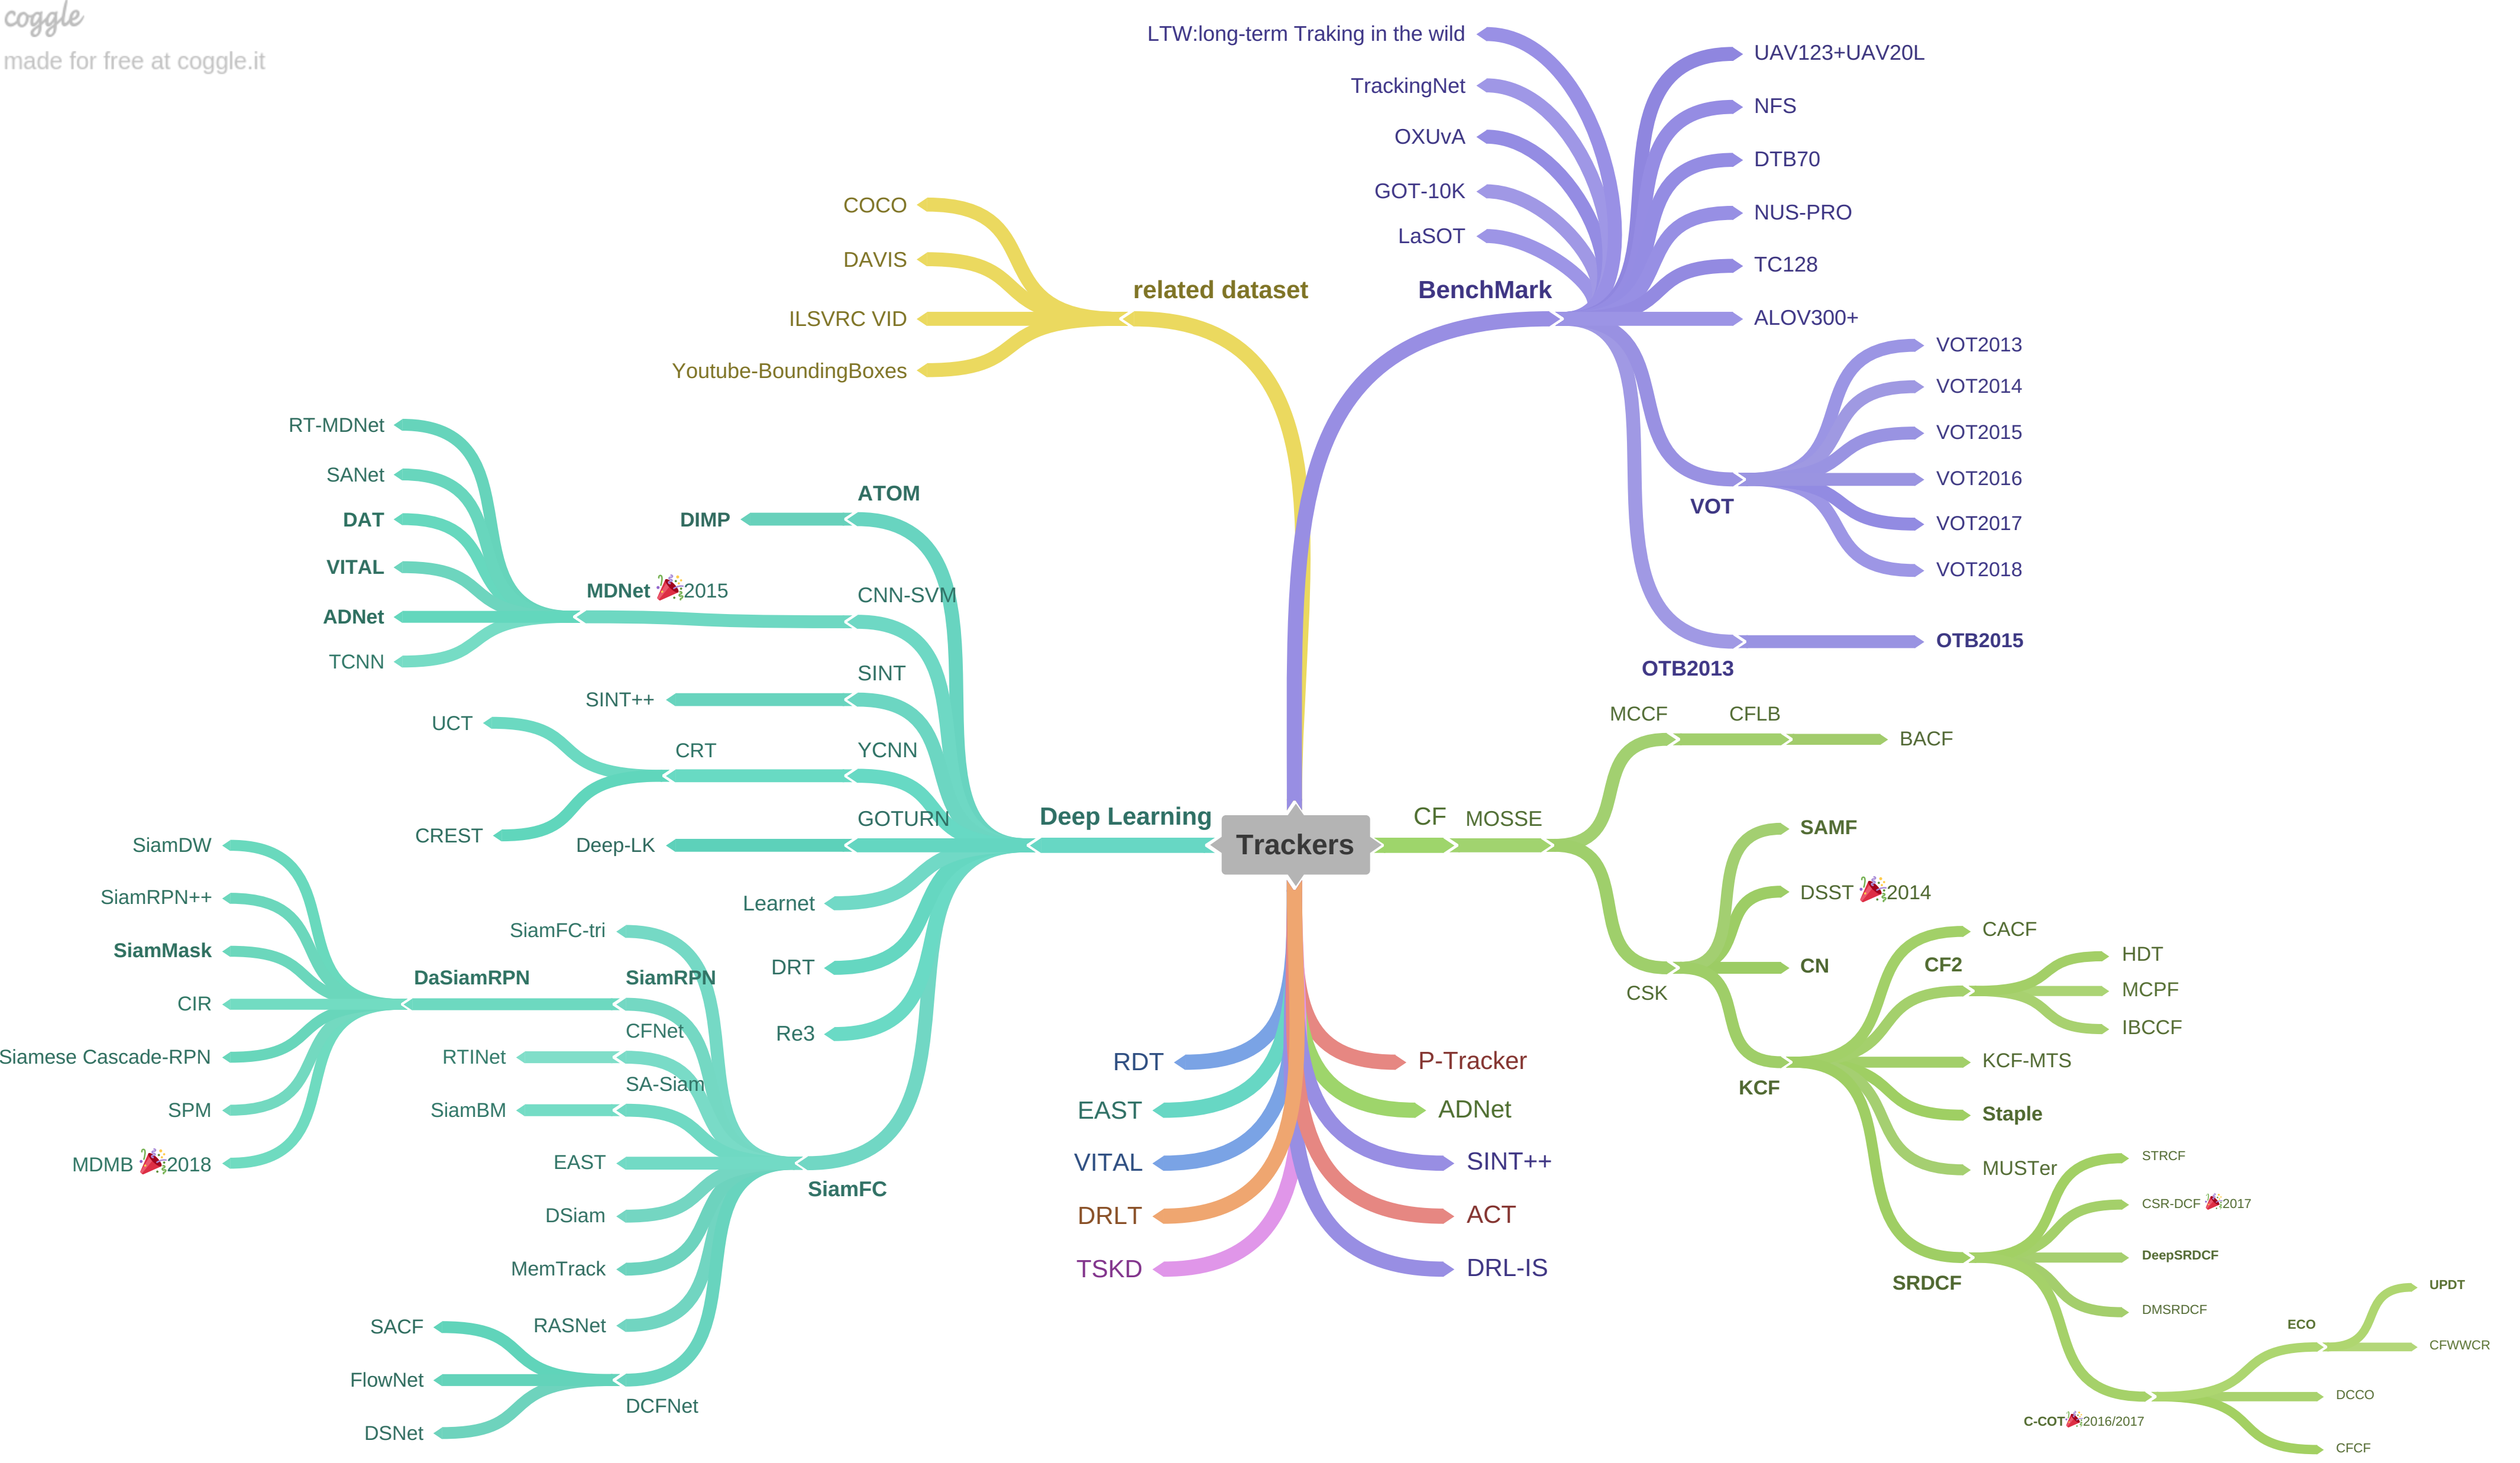 coggle
made for free at coggle.it
LTW:long-term Traking in the wild
TrackingNet
OXUvA
GOT-10K
LaSOT
BenchMark
UAV123+UAV20L
NFS
DTB70
NUS-PRO
TC128
ALOV300+
VOT
VOT2013
VOT2014
VOT2015
VOT2016
VOT2017
VOT2018
OTB2013
OTB2015
related dataset
COCO
DAVIS
ILSVRC VID
Youtube-BoundingBoxes
Trackers
Deep Learning
ATOM
DIMP
CNN-SVM
MDNet 🎉2015
RT-MDNet
SANet
DAT
VITAL
ADNet
TCNN
SINT
SINT++
YCNN
CRT
UCT
CREST
GOTURN
Deep-LK
Learnet
DRT
Re3
SiamFC
SiamFC-tri
SiamRPN
DaSiamRPN
SiamDW
SiamRPN++
SiamMask
CIR
Siamese Cascade-RPN
SPM
MDMB 🎉2018
CFNet
RTINet
SA-Siam
SiamBM
EAST
DSiam
MemTrack
RASNet
DCFNet
SACF
FlowNet
DSNet
CF
MOSSE
MCCF
CFLB
BACF
CSK
SAMF
DSST 🎉2014
CN
KCF
CACF
CF2
HDT
MCPF
IBCCF
KCF-MTS
Staple
MUSTer
SRDCF
STRCF
CSR-DCF 🎉2017
DeepSRDCF
DMSRDCF
C-COT🎉2016/2017
ECO
UPDT
CFWWCR
DCCO
CFCF
RDT
EAST
VITAL
DRLT
TSKD
P-Tracker
ADNet
SINT++
ACT
DRL-IS